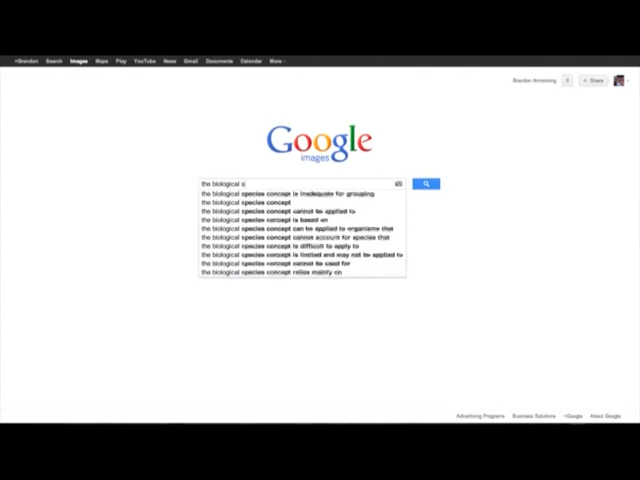 +Brandon Search Images Maps Play YouTube News Gmail Documents Calendar More
Brandon Armstrong 0 + Share
Google
images
the biological s
the biological species concept is inadequate for grouping
the biological species concept
the biological species concept cannot be applied to
the biological species concept is based on
the biological species concept can be applied to organisms that
the biological species concept cannot account for species that
the biological species concept is difficult to apply to
the biological species concept is limited and may not be applied to
the biological species concept cannot be used for
the biological species concept relies mainly on
Advertising Programs Business Solutions +Google About Google